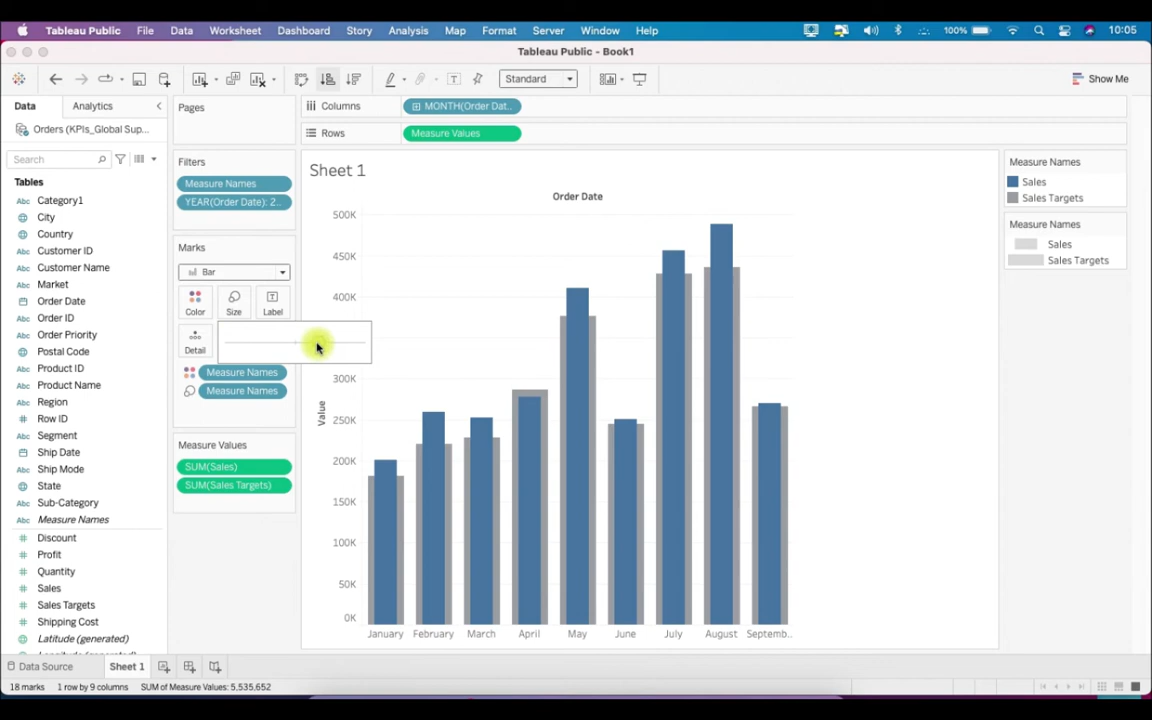 Tableau Public File Data Worksheet Dashboard Story Analysis Map Format Server Window Help 100% 10:05
Tableau Public - Book1
Standard Show Me
Data Analytics
Orders (KPIs_Global Sup...
Search
Tables
Category1
City
Country
Customer ID
Customer Name
Market
Order Date
Order ID
Order Priority
Postal Code
Product ID
Product Name
Region
Row ID
Segment
Ship Date
Ship Mode
State
Sub-Category
Measure Names
Discount
Profit
Quantity
Sales
Sales Targets
Shipping Cost
Latitude (generated)
Pages
Filters
Measure Names
YEAR(Order Date): 2..
Marks
Bar
Color Size Label
Detail
Measure Names
Measure Names
Measure Values
SUM(Sales)
SUM(Sales Targets)
Columns MONTH(Order Dat..
Rows Measure Values
Sheet 1
Order Date
500K
450K
400K
300K
250K
200K
150K
100K
50K
0K
Value
January February March April May June July August Septemb..
Measure Names
Sales
Sales Targets
Measure Names
Sales
Sales Targets
Data Source Sheet 1
18 marks 1 row by 9 columns SUM of Measure Values: 5,535,652